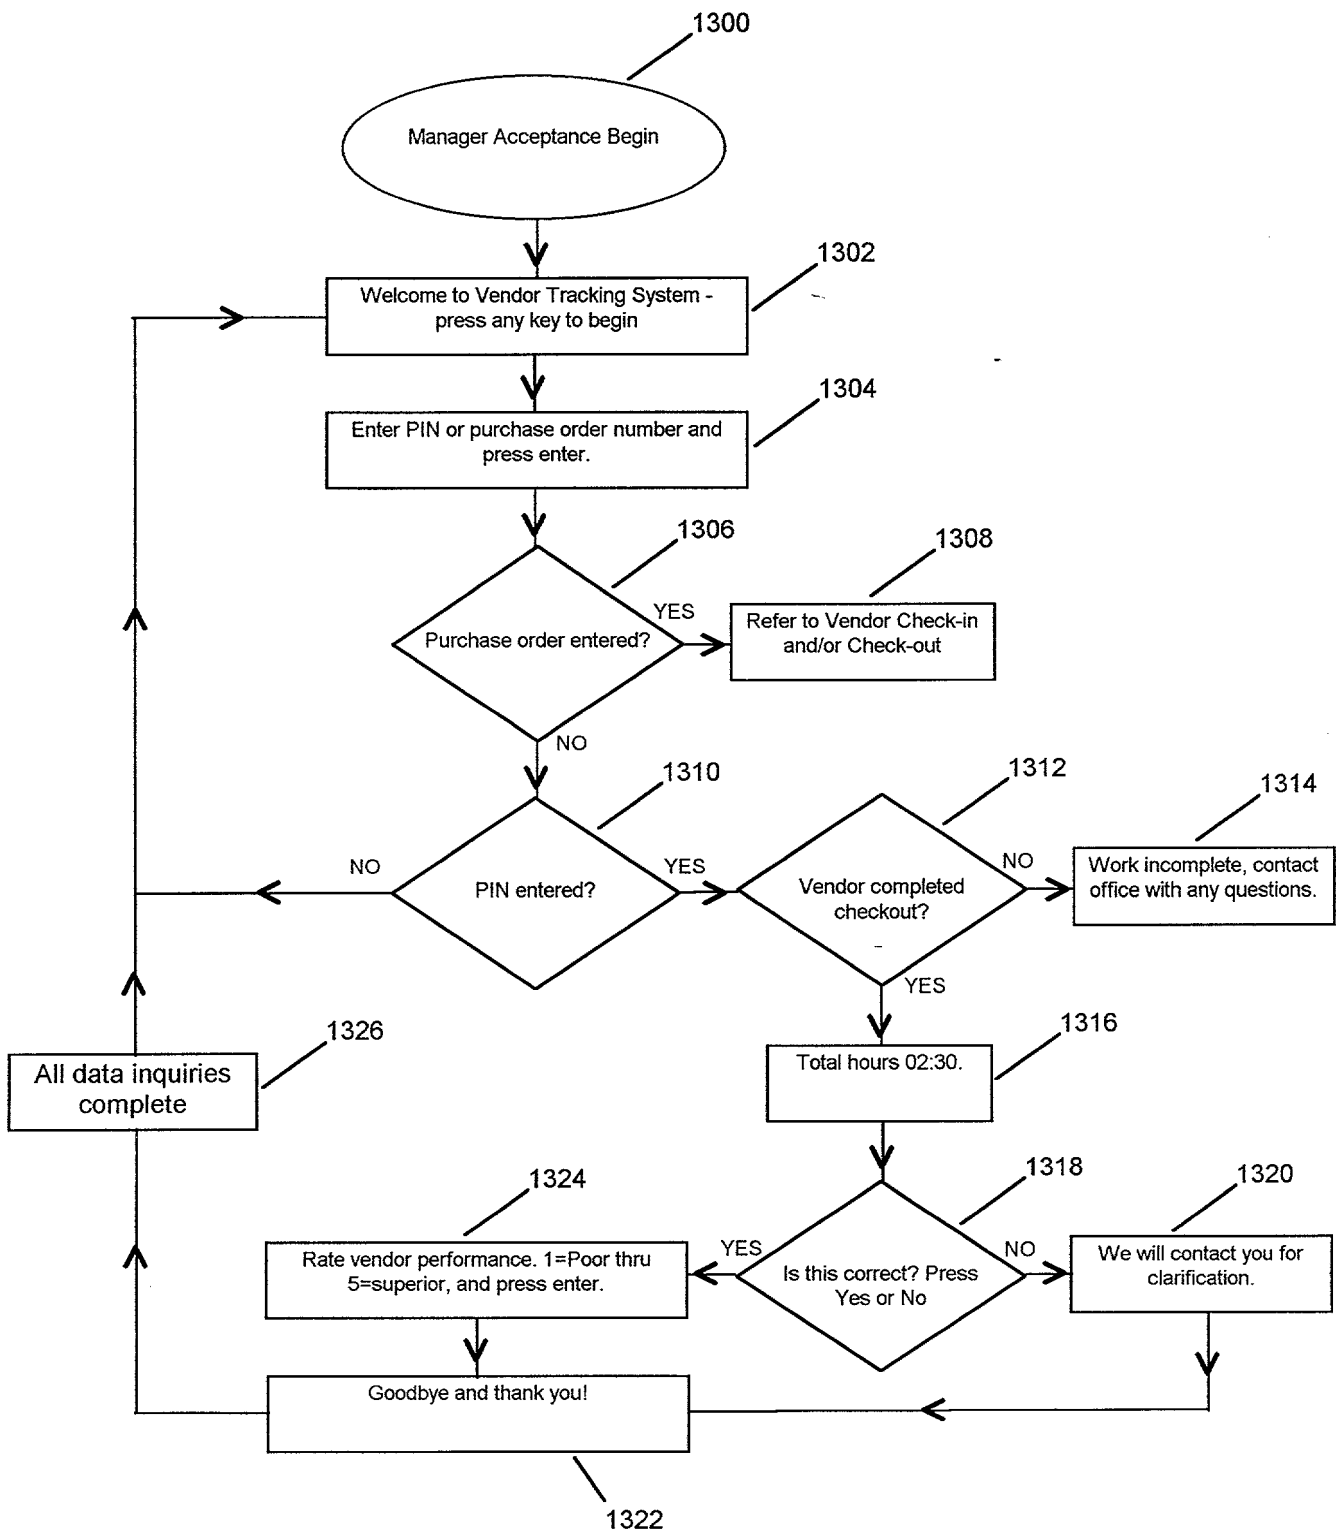 1300
Manager Acceptance Begin
1302
Welcome to Vendor Tracking System -
press any key to begin
1304
Enter PIN or purchase order number and
press enter.
1306
1308
YES
Purchase order entered?
Refer to Vendor Check-in
and/or Check-out
NO
1310
1312
1314
NO
PIN entered?
YES
Vendor completed
checkout?
NO
Work incomplete, contact
office with any questions.
YES
1326
All data inquiries
complete
1316
Total hours 02:30.
1324
1318
1320
Rate vendor performance. 1=Poor thru
5=superior, and press enter.
YES
Is this correct? Press
Yes or No
NO
We will contact you for
clarification.
Goodbye and thank you!
1322